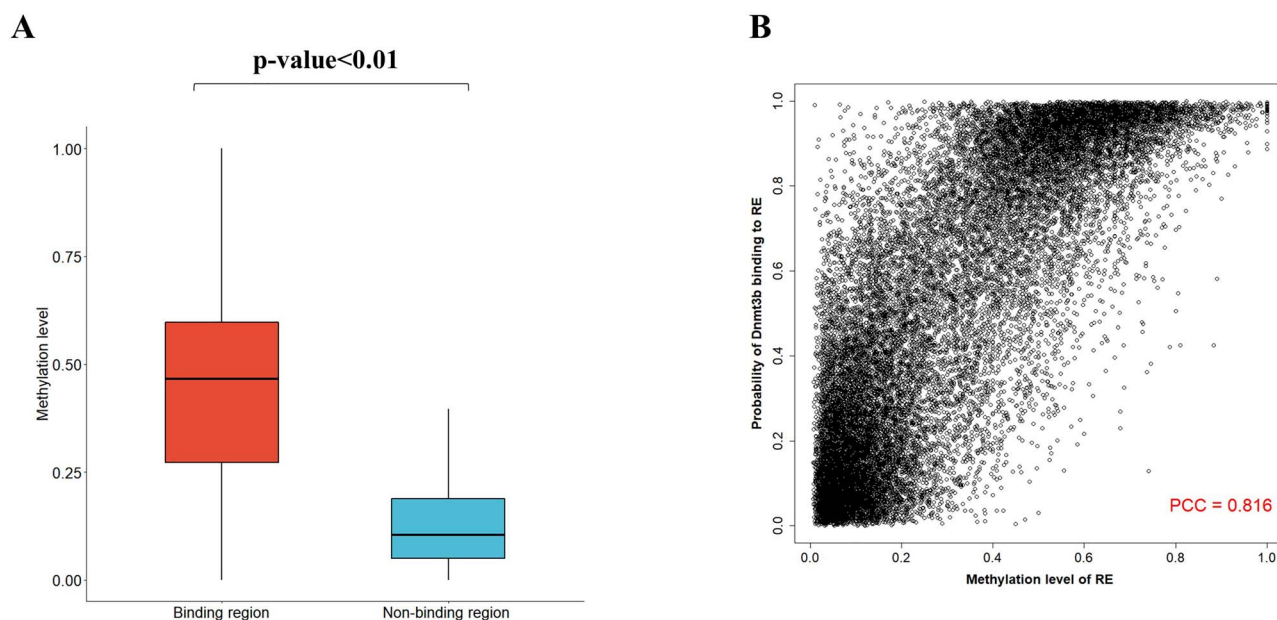 A
p-value<0.01
Methylation level
1.00
0.75
0.50
0.25
0.00
Binding region
Non-binding region
B
Probability of Dnmt3b binding to RE
1.0
0.8
0.6
0.4
0.2
0.0
PCC = 0.816
0.0
0.2
0.4
0.6
0.8
1.0
Methylation level of RE